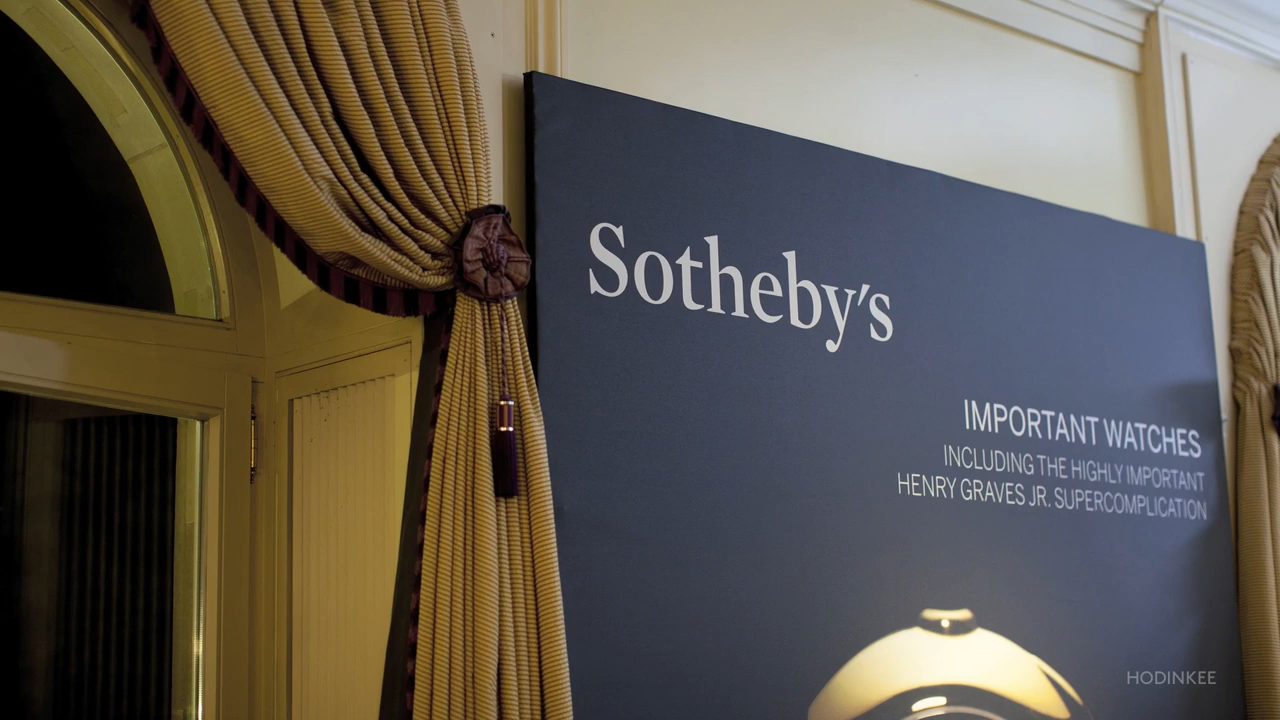 Sotheby's
IMPORTANT WATCHES
INCLUDING THE HIGHLY IMPORTANT
HENRY GRAVES JR. SUPERCOMPLICATION
HODINKEE